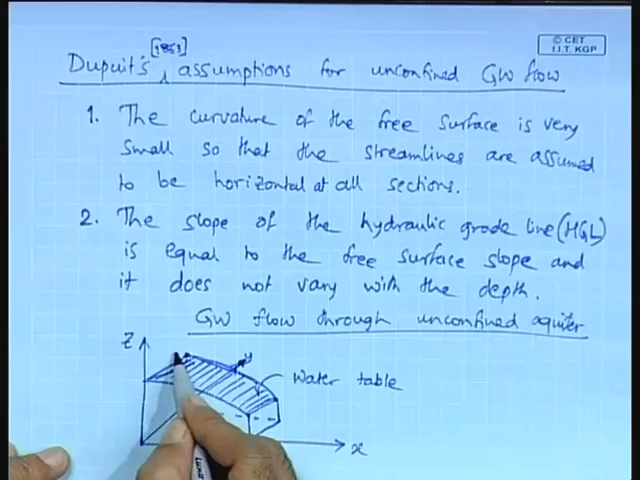 © CET
I.I.T. KGP
[1863]
Dupuit's ∧ assumptions for unconfined GW flow
1. The curvature of the free surface is very
small so that the streamlines are assumed
to be horizontal at all sections.
2. The slope of the hydraulic grade line (HGL)
is equal to the free surface slope and
it does not vary with the depth.
GW flow through unconfined aquifer
Z
y
Water table
x